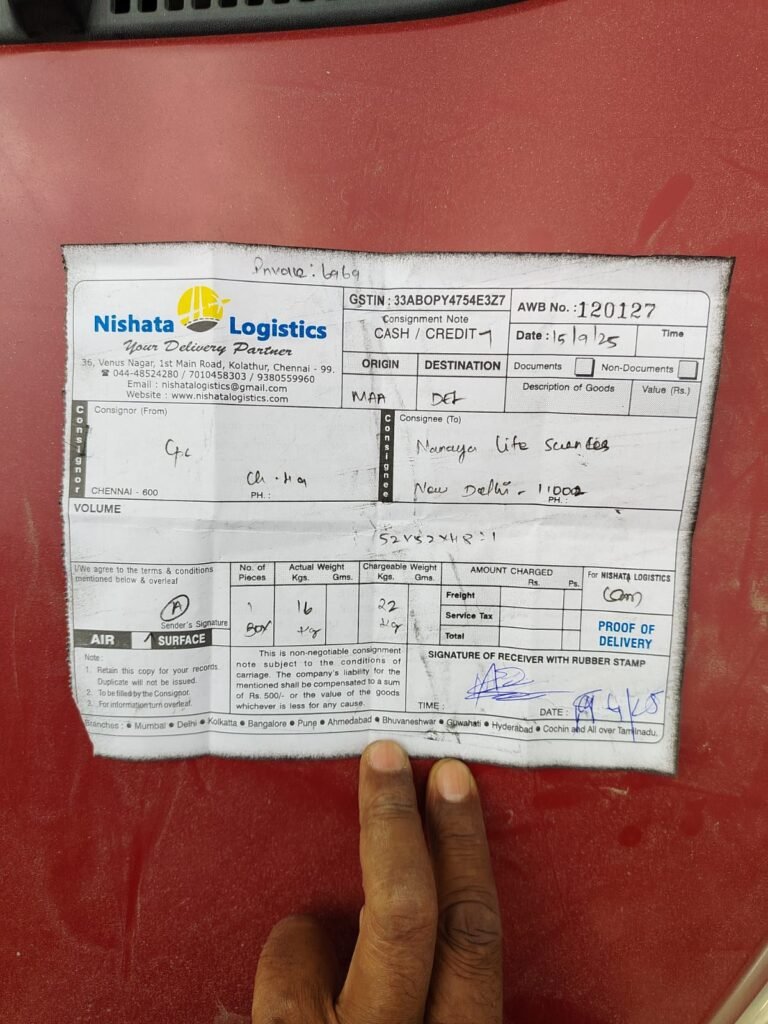 6969
Nishata Logistics
Your Delivery Partner
36, Venus Nagar, 1st Main Road, Kolathur, Chennai - 99.
☎ 044-48524280 / 7010458303 / 9380559960
Email : nishatalogistics@gmail.com
Website : www.nishatalogistics.com
GSTIN : 33ABOPY4754E3Z7
Consignment Note
CASH / CREDIT
AWB No. : 120127
Date : 15/9/25
Time
ORIGIN
DESTINATION
MAA
DEL
Documents
Non-Documents
Description of Goods
Value (Rs.)
Consignor
Consignor (From)
CHENNAI - 600
PH. :
Consignee
Consignee (To)
Life Sciences
New Delhi - 11002
PH. :
VOLUME
52x52x48=1
I/We agree to the terms & conditions
mentioned below & overleaf
Sender's Signature
No. of Pieces
1
BOX
Actual Weight
Kgs. Gms.
16
Kg
Chargeable Weight
Kgs. Gms.
22
Kg
AMOUNT CHARGED
Rs. Ps.
Freight
Service Tax
Total
For NISHATA LOGISTICS
PROOF OF
DELIVERY
AIR
SURFACE
Note :
1. Retain this copy for your records.
Duplicate will not be issued.
2. To be filled by the Consignor.
3. For information turn overleaf.
This is non-negotiable consignment
note subject to the conditions of
carriage. The company's liability for the
mentioned shall be compensated to a sum
of Rs. 500/- or the value of the goods
whichever is less for any cause.
SIGNATURE OF RECEIVER WITH RUBBER STAMP
TIME :
DATE :
Branches : ● Mumbai ● Delhi ● Kolkatta ● Bangalore ● Pune ● Ahmedabad ● Bhuvaneshwar ● Guwahati ● Hyderabad ● Cochin and All over Tamilnadu.